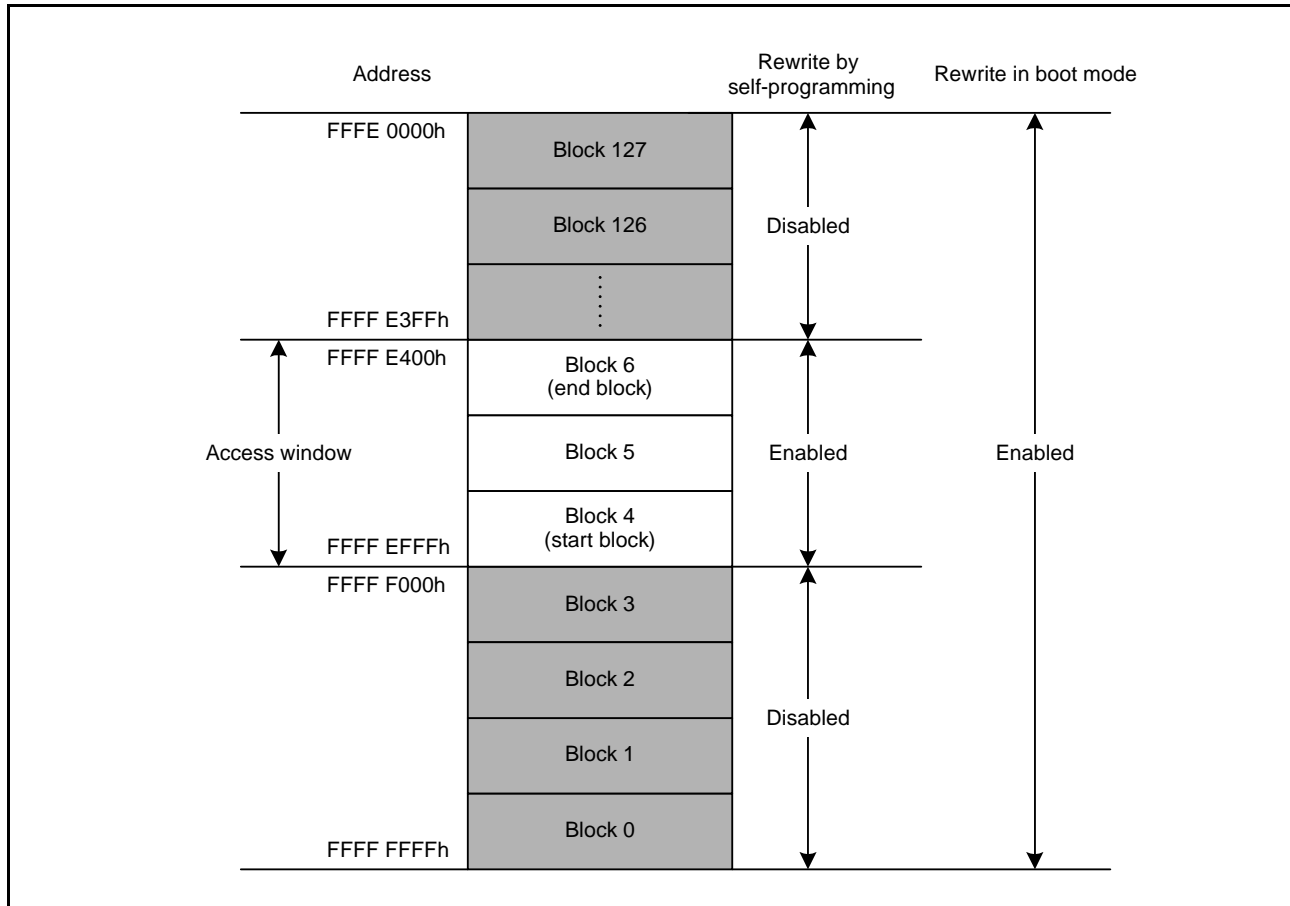 Address
Rewrite by
self-programming
Rewrite in boot mode
FFFE 0000h
Block 127
Block 126
Disabled
FFFF E3FFh
FFFF E400h
Block 6
(end block)
Access window
Block 5
Enabled
Enabled
Block 4
(start block)
FFFF EFFFh
FFFF F000h
Block 3
Block 2
Disabled
Block 1
Block 0
FFFF FFFFh